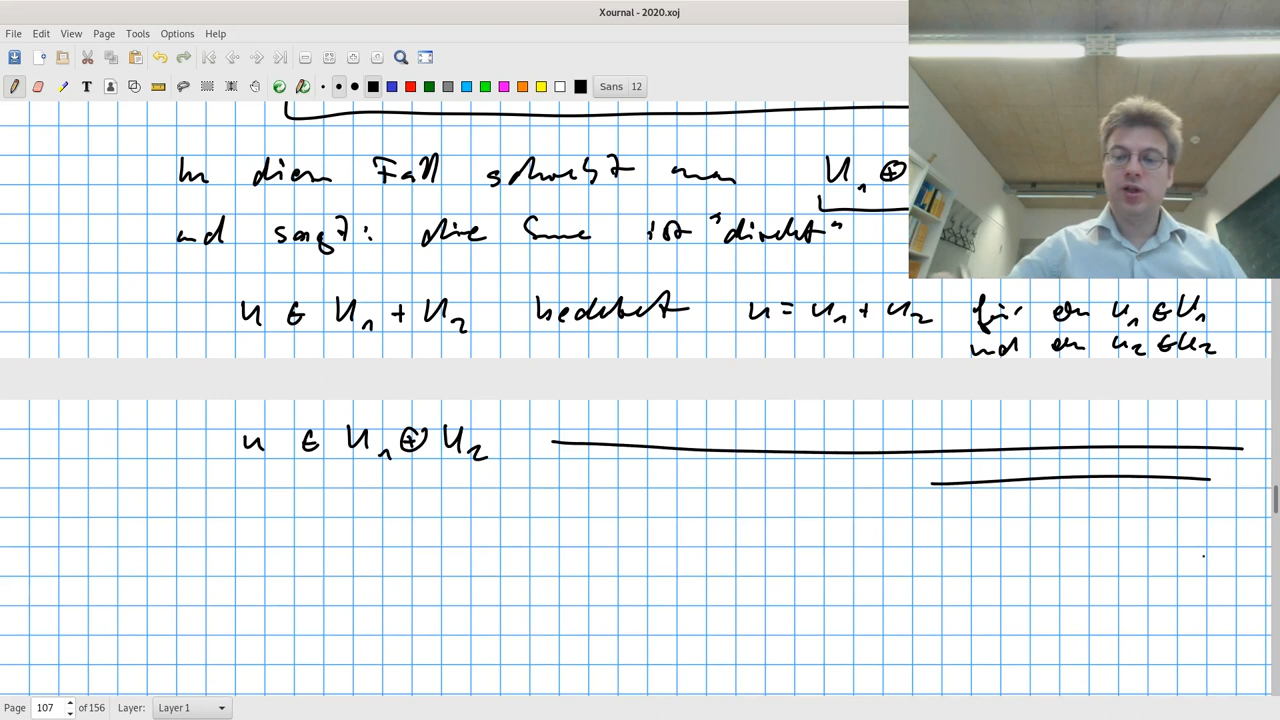 Xournal - 2020.xoj
File Edit View Page Tools Options Help
T Sans 12
In diesem Fall schreibt man U₁ ⊕
und sagt: die Summe ist "direkt"
u ∈ U₁ + U₂ bedeutet u = u₁ + u₂ für ein u₁ ∈ U₁
und ein u₂ ∈ U₂
u ∈ U₁ ⊕ U₂
Page 107 of 156 Layer: Layer 1